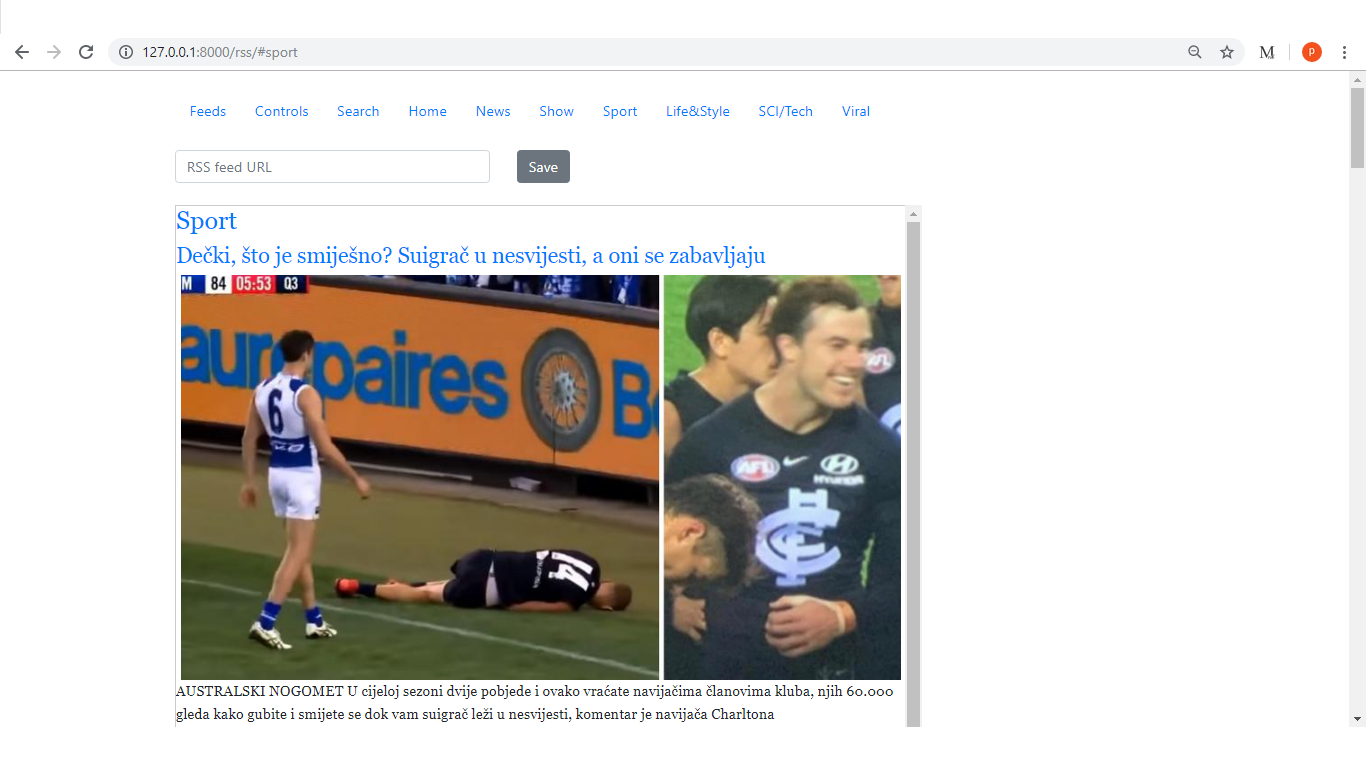 127.0.0.1:8000/rss/#sport
M
P
Feeds Controls Search Home News Show Sport Life&Style SCI/Tech Viral
RSS feed URL
Save
Sport
Dečki, što je smiješno? Suigrač u nesvijesti, a oni se zabavljaju
M 84 05:53 Q3
paires
6
14
AFL
AFL
HYUNDAI
AUSTRALSKI NOGOMET U cijeloj sezoni dvije pobjede i ovako vraćate navijačima članovima kluba, njih 60.000
gleda kako gubite i smijete se dok vam suigrač leži u nesvijesti, komentar je navijača Charltona